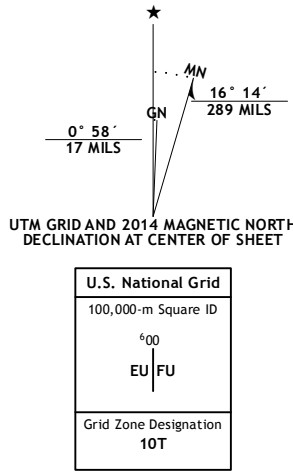 MN
GN
16° 14´
289 MILS
0° 58´
17 MILS
UTM GRID AND 2014 MAGNETIC NORTH
DECLINATION AT CENTER OF SHEET
U.S. National Grid
100,000-m Square ID
⁶00
EU FU
Grid Zone Designation
10T